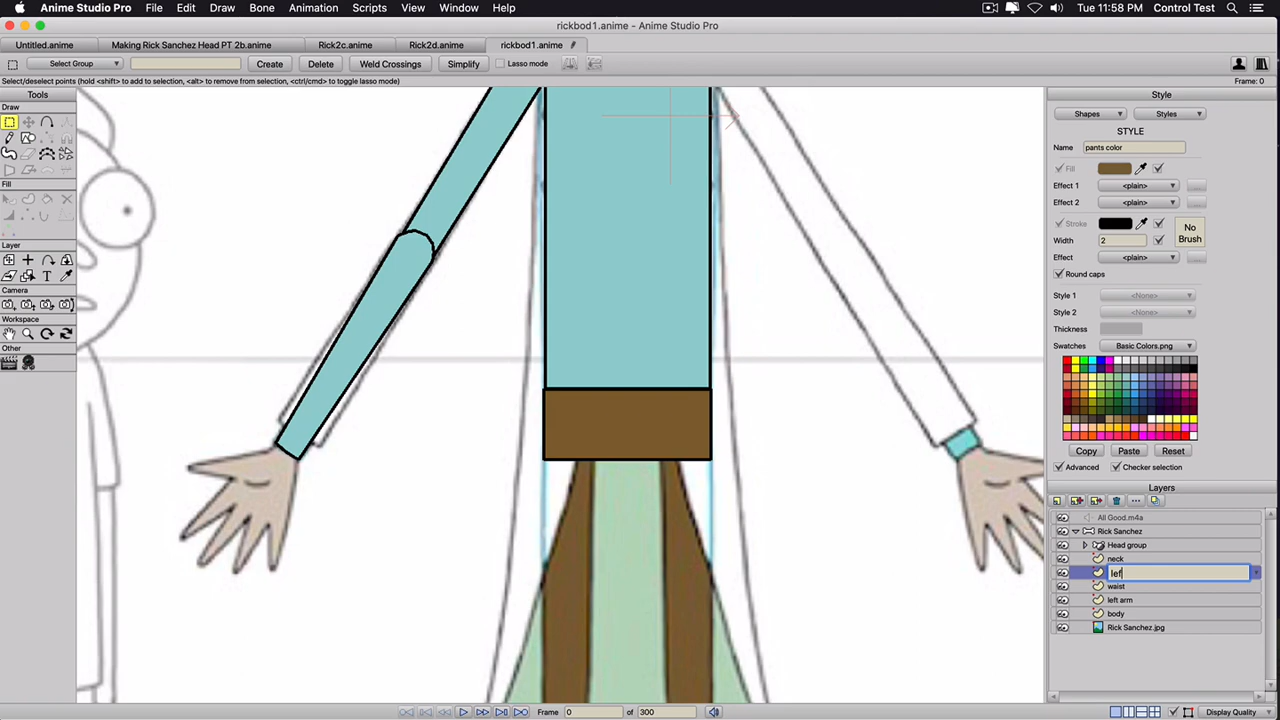 Anime Studio Pro File Edit Draw Bone Animation Scripts View Window Help Tue 11:58 PM Control Test
rickbod1.anime - Anime Studio Pro
Untitled.anime Making Rick Sanchez Head PT 2b.anime Rick2c.anime Rick2d.anime rickbod1.anime
Select Group Create Delete Weld Crossings Simplify Lasso mode
Select/deselect points (hold <shift> to add to selection, <alt> to remove from selection, <ctrl/cmd> to toggle lasso mode) Frame: 0
Tools
Draw
Fill
Layer
Camera
Workspace
Other
Style
Shapes Styles
STYLE
Name pants color
Fill
Effect 1 <plain> ...
Effect 2 <plain> ...
Stroke
No Brush
Width 2
Effect <plain> ...
Round caps
Style 1 <None>
Style 2 <None>
Thickness
Swatches Basic Colors.png
Copy Paste Reset
Advanced Checker selection
Layers
All Good.m4a
Rick Sanchez
Head group
neck
lef
waist
left arm
body
Rick Sanchez.jpg
Frame 0 of 300 Display Quality